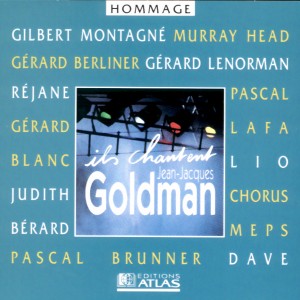 HOMMAGE
GILBERT MONTAGNÉ MURRAY HEAD
GÉRARD BERLINER GÉRARD LENORMAN
RÉJANE PASCAL
GÉRARD LAFA
BLANC LIO
JUDITH CHORUS
BÉRARD MEPS
ils chantent
Jean-Jacques
Goldman
PASCAL BRUNNER DAVE
EDITIONS
ATLAS